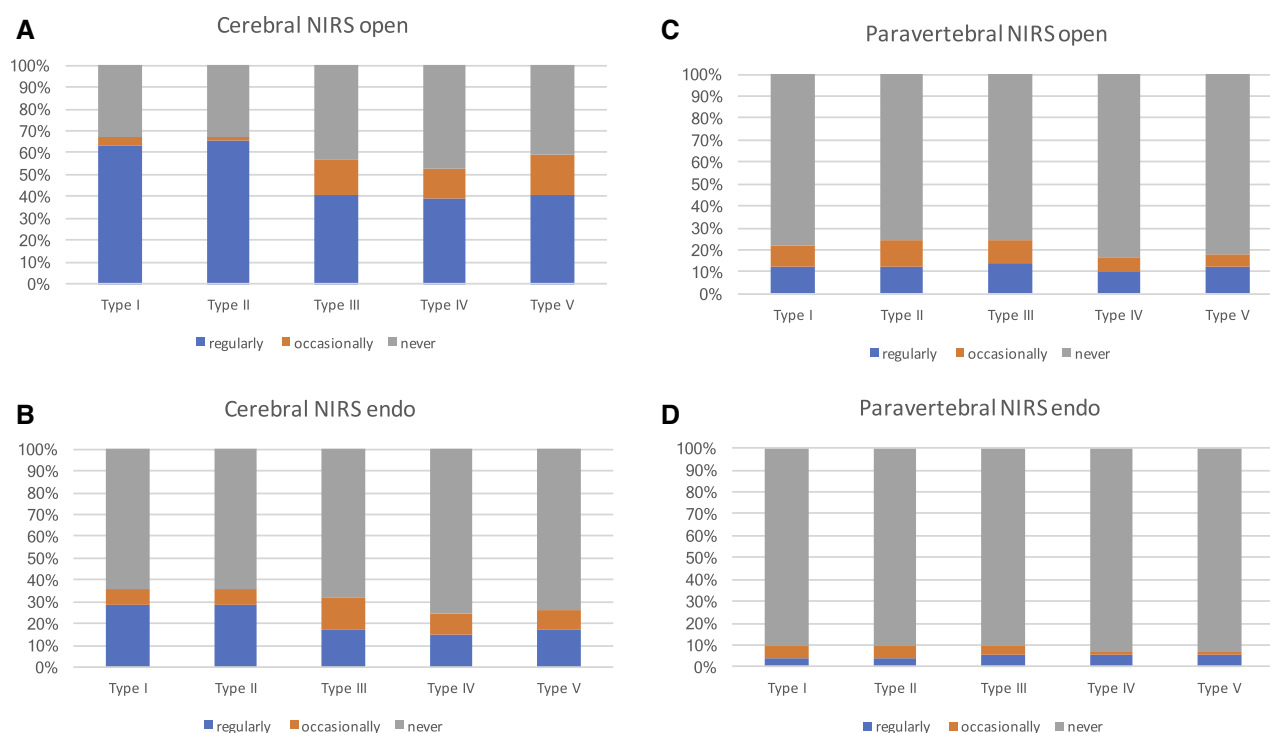 A
Cerebral NIRS open
100%
90%
80%
70%
60%
50%
40%
30%
20%
10%
0%
Type I Type II Type III Type IV Type V
regularly occasionally never
C
Paravertebral NIRS open
100%
90%
80%
70%
60%
50%
40%
30%
20%
10%
0%
Type I Type II Type III Type IV Type V
regularly occasionally never
B
Cerebral NIRS endo
100%
90%
80%
70%
60%
50%
40%
30%
20%
10%
0%
Type I Type II Type III Type IV Type V
regularly occasionally never
D
Paravertebral NIRS endo
100%
90%
80%
70%
60%
50%
40%
30%
20%
10%
0%
Type I Type II Type III Type IV Type V
regularly occasionally never